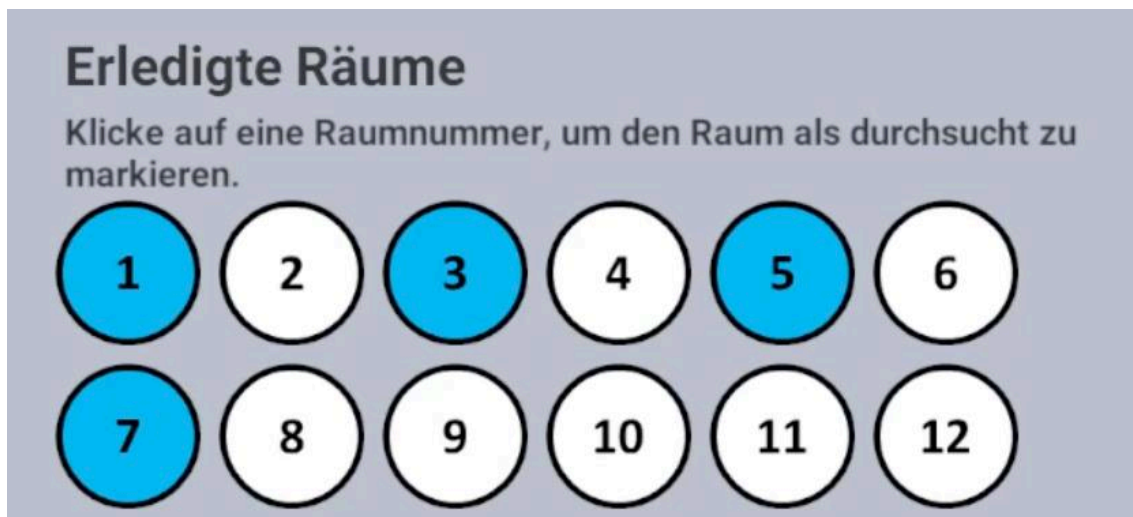 Erledigte Räume
Klicke auf eine Raumnummer, um den Raum als durchsucht zu
markieren.
1 2 3 4 5 6
7 8 9 10 11 12